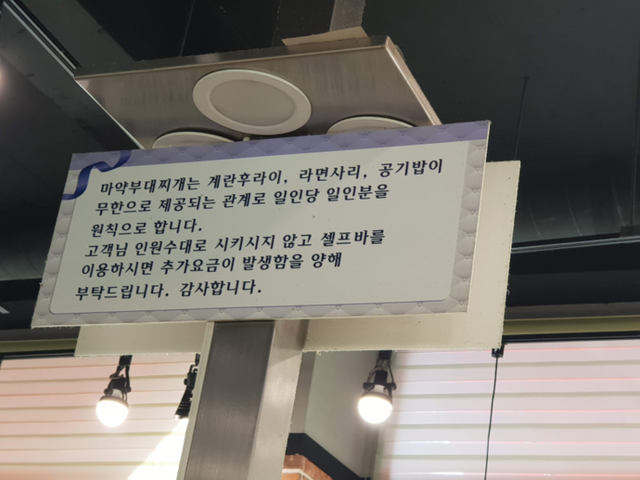 마약부대찌개는 계란후라이, 라면사리, 공기밥이
무한으로 제공되는 관계로 일인당 일인분을
원칙으로 합니다.
고객님 인원수대로 시키시지 않고 셀프바를
이용하시면 추가요금이 발생함을 양해
부탁드립니다. 감사합니다.